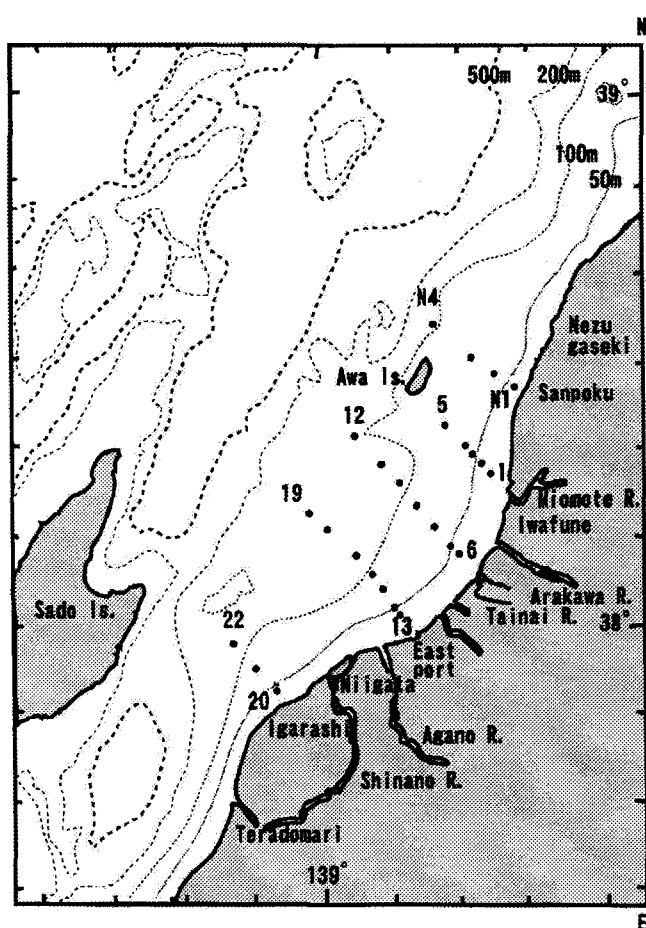 N
500m 200m
39°
100m
50m
N4
Nezu
gaseki
Awa Is.
N1
Sanpoku
5
12
1
19
Miomote R.
Iwafune
6
Arakawa R.
Sado Is.
22
Tainai R.
38°
13
East
port
Niigata
20
Igarashi
Agano R.
Shinano R.
Teradomari
139°
E